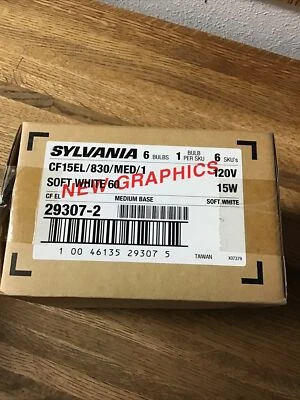 SYLVANIA 6 BULBS 1 BULB PER SKU 6 SKU's
CF15EL/830/MED/1 120V
SOFT WHITE/60 15W
NEW GRAPHICS
CF EL MEDIUM BASE SOFT WHITE
29307-2
1 00 46135 29307 5
TAIWAN X07379